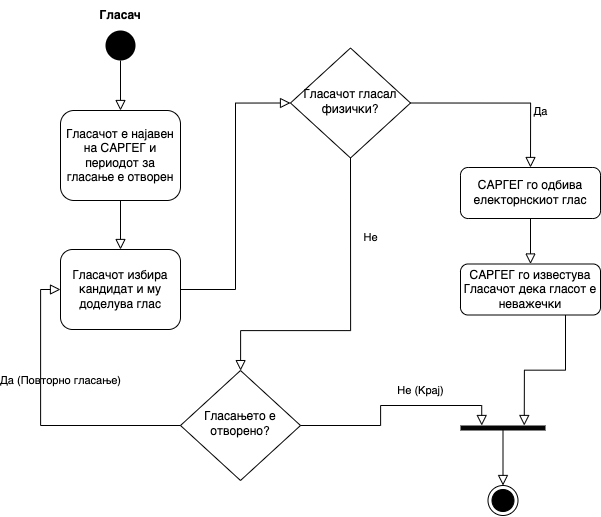 Гласач
Гласачот е најавен
на САРГЕГ и
периодот за
гласање е отворен
Гласачот избира
кандидат и му
доделува глас
Гласачот гласал
физички?
Да
САРГЕГ го одбива
електорнскиот глас
САРГЕГ го известува
Гласачот дека гласот е
неважечки
Не
Гласањето е
отворено?
Да (Повторно гласање)
Не (Крај)